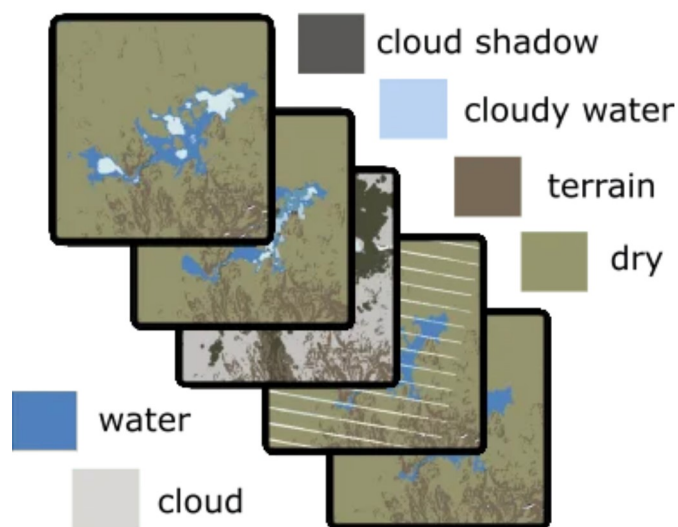 cloud shadow
cloudy water
terrain
dry
water
cloud